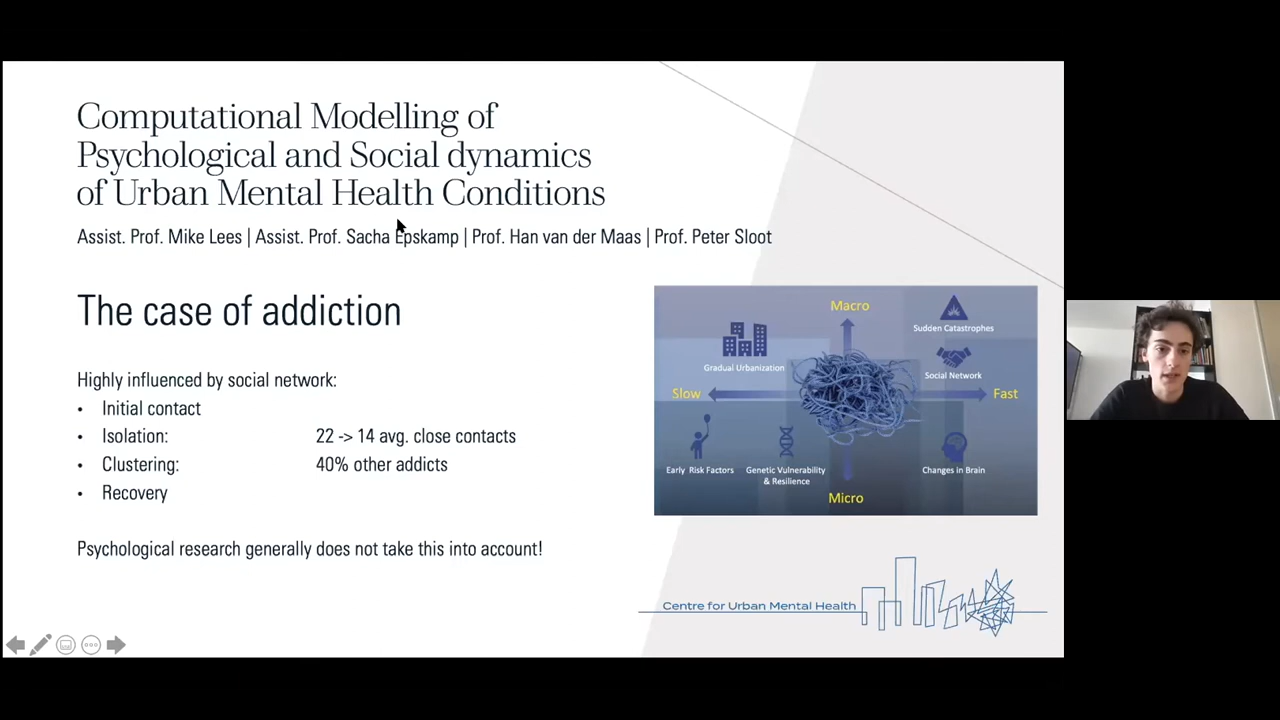 Computational Modelling of
Psychological and Social dynamics
of Urban Mental Health Conditions
Assist. Prof. Mike Lees | Assist. Prof. Sacha Epskamp | Prof. Han van der Maas | Prof. Peter Sloot
The case of addiction
Highly influenced by social network:
• Initial contact
• Isolation: 22 -> 14 avg. close contacts
• Clustering: 40% other addicts
• Recovery
Psychological research generally does not take this into account!
Macro
Sudden Catastrophes
Gradual Urbanization
Social Network
Slow
Fast
Early Risk Factors
Genetic Vulnerability
& Resilience
Changes in Brain
Micro
Centre for Urban Mental Health